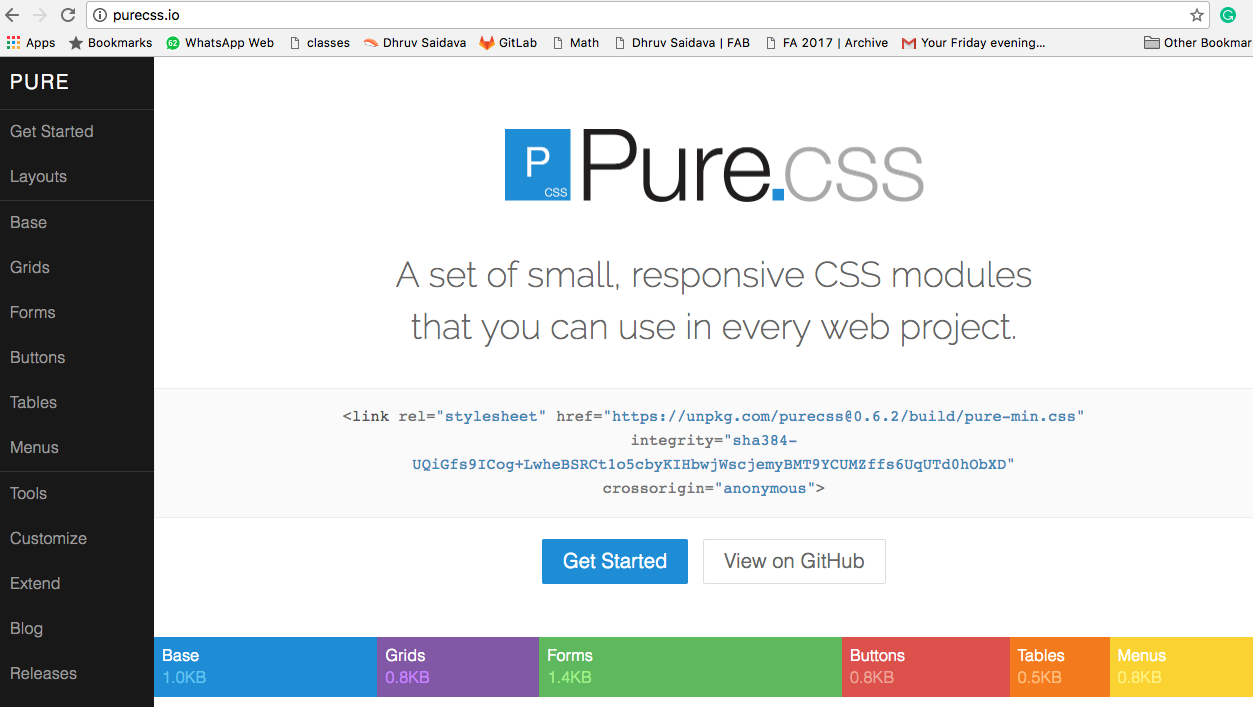 purecss.io
Apps Bookmarks 62 WhatsApp Web classes Dhruv Saidava GitLab Math Dhruv Saidava | FAB FA 2017 | Archive Your Friday evening... Other Bookmar
PURE
Get Started
Layouts
Base
Grids
Forms
Buttons
Tables
Menus
Tools
Customize
Extend
Blog
Releases
P CSS Pure.css
A set of small, responsive CSS modules
that you can use in every web project.
<link rel="stylesheet" href="https://unpkg.com/purecss@0.6.2/build/pure-min.css"
integrity="sha384-
UQiGfs9ICog+LwheBSRCt1o5cbyKIHbwjWscjemyBMT9YCUMZffs6UqUTd0hObXD"
crossorigin="anonymous">
Get Started View on GitHub
Base Grids Forms Buttons Tables Menus
1.0KB 0.8KB 1.4KB 0.8KB 0.5KB 0.8KB